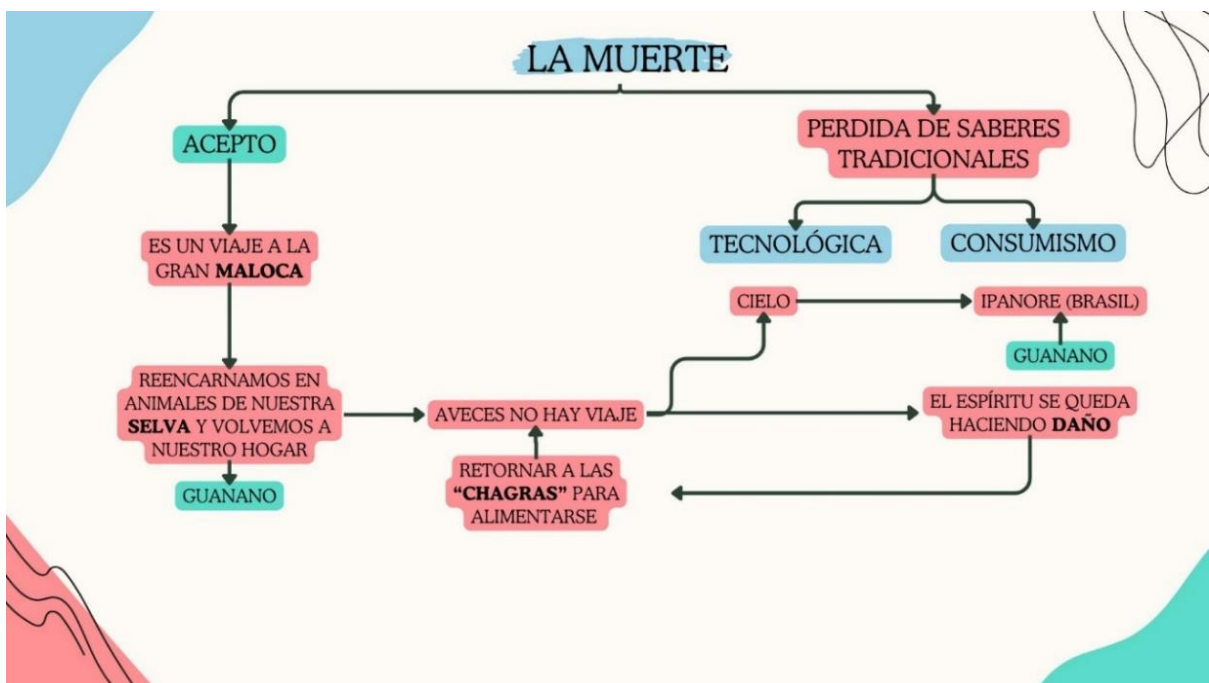 LA MUERTE
ACEPTO
PERDIDA DE SABERES
TRADICIONALES
ES UN VIAJE A LA
GRAN MALOCA
TECNOLÓGICA
CONSUMISMO
CIELO
IPANORE (BRASIL)
GUANANO
REENCARNAMOS EN
ANIMALES DE NUESTRA
SELVA Y VOLVEMOS A
NUESTRO HOGAR
AVECES NO HAY VIAJE
EL ESPÍRITU SE QUEDA
HACIENDO DAÑO
GUANANO
RETORNAR A LAS
“CHAGRAS” PARA
ALIMENTARSE